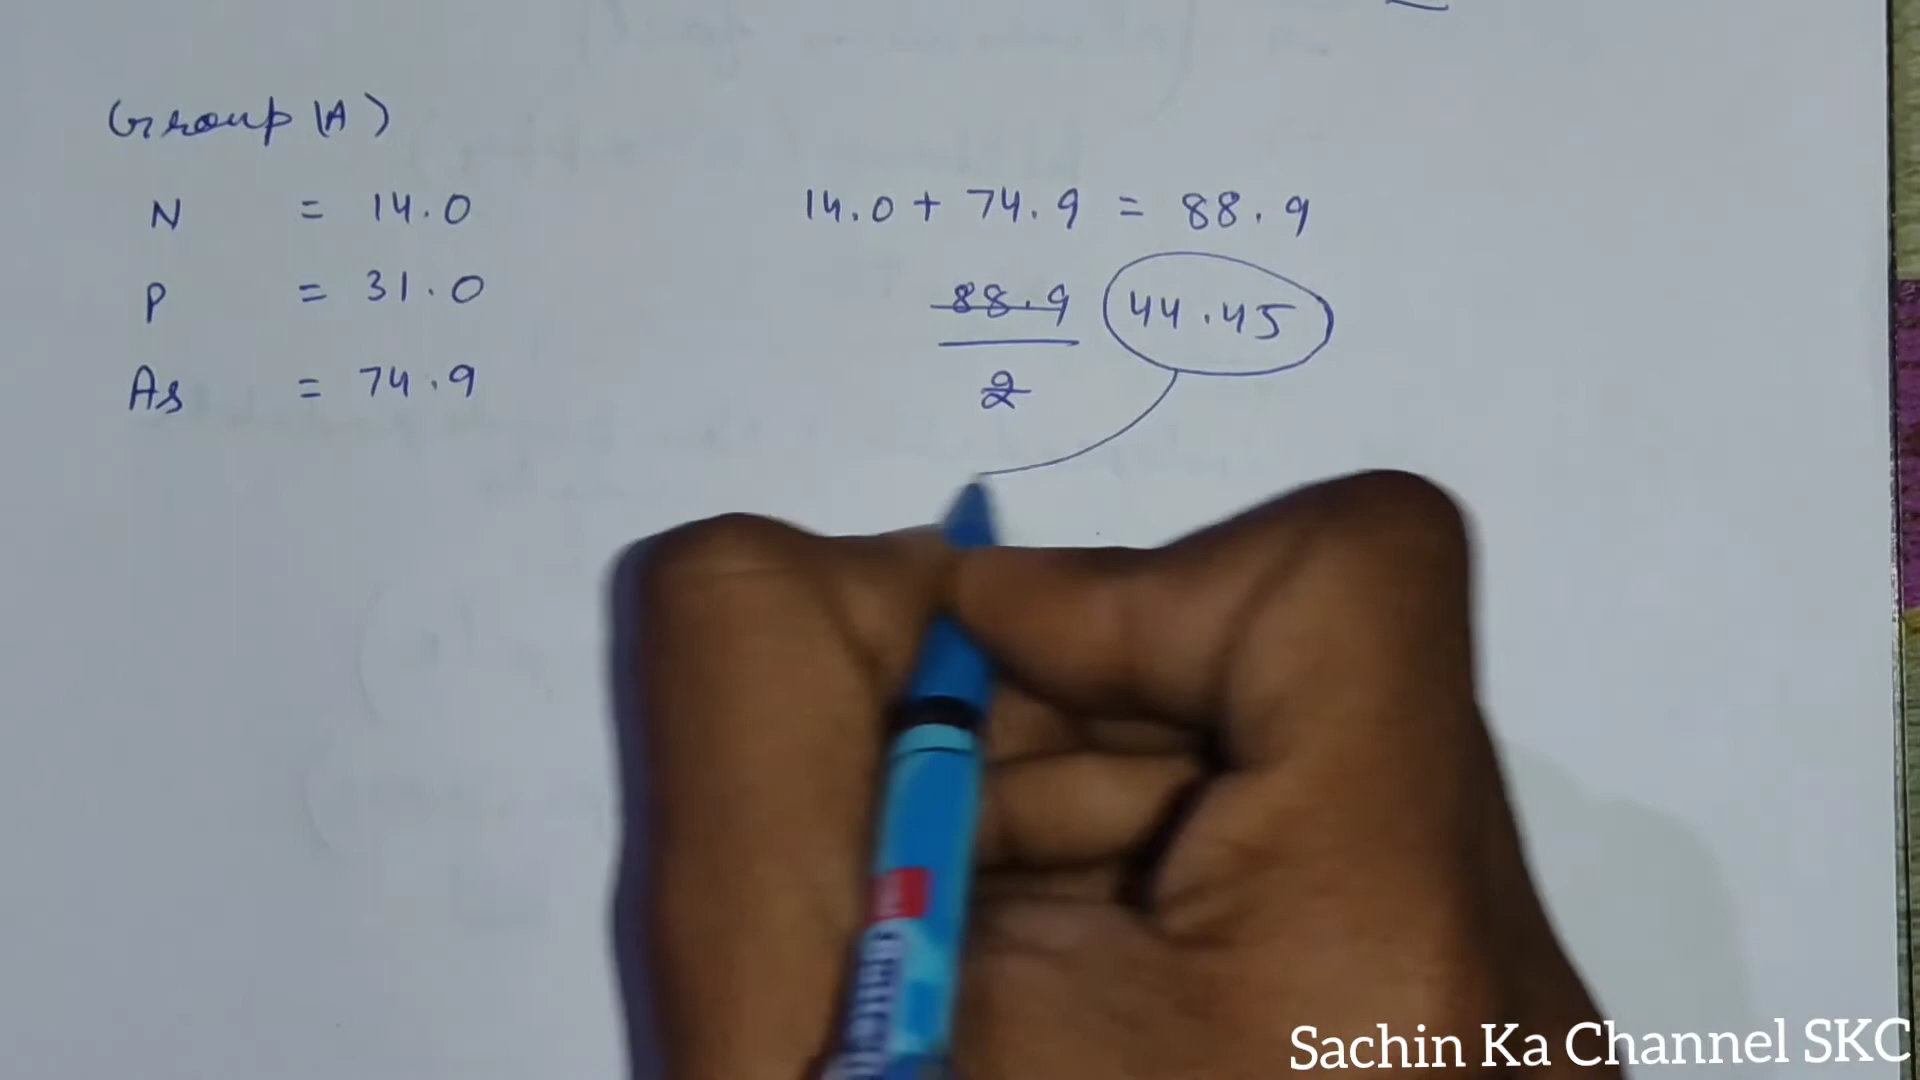 Group (A)
N = 14.0
P = 31.0
As = 74.9
14.0 + 74.9 = 88.9
88.9 44.45
2
Sachin Ka Channel SKC